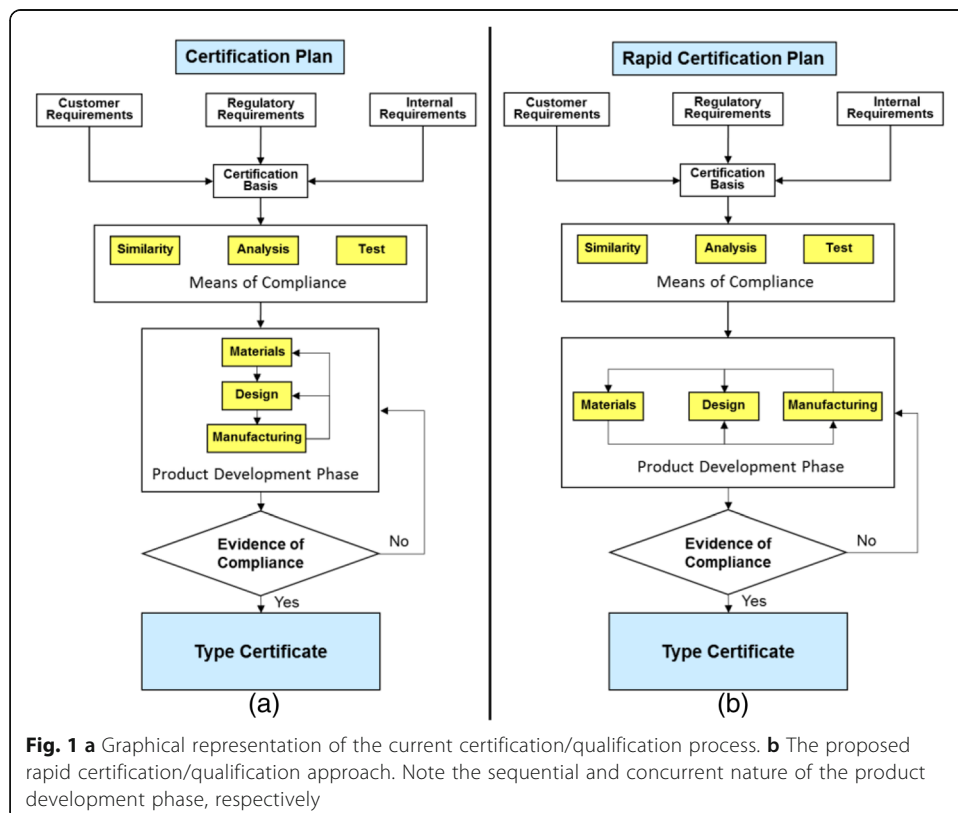 Certification Plan
Customer
Requirements
Regulatory
Requirements
Internal
Requirements
Certification
Basis
Similarity
Analysis
Test
Means of Compliance
Materials
Design
Manufacturing
Product Development Phase
Evidence of
Compliance
No
Yes
Type Certificate
(a)
Rapid Certification Plan
Customer
Requirements
Regulatory
Requirements
Internal
Requirements
Certification
Basis
Similarity
Analysis
Test
Means of Compliance
Materials
Design
Manufacturing
Product Development Phase
Evidence of
Compliance
No
Yes
Type Certificate
(b)
Fig. 1 a Graphical representation of the current certification/qualification process. b The proposed
rapid certification/qualification approach. Note the sequential and concurrent nature of the product
development phase, respectively